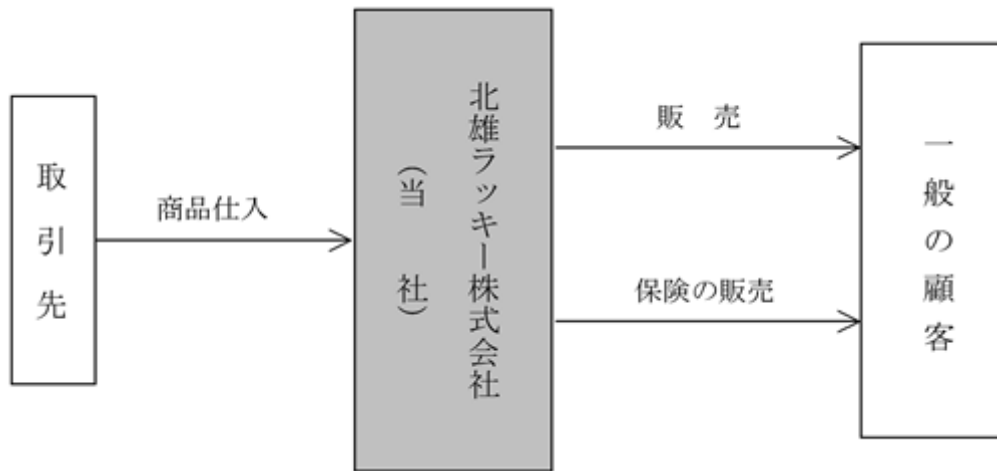 取引先
商品仕入
北雄ラッキー株式会社
（当　　社）
販　売
保険の販売
一般の顧客